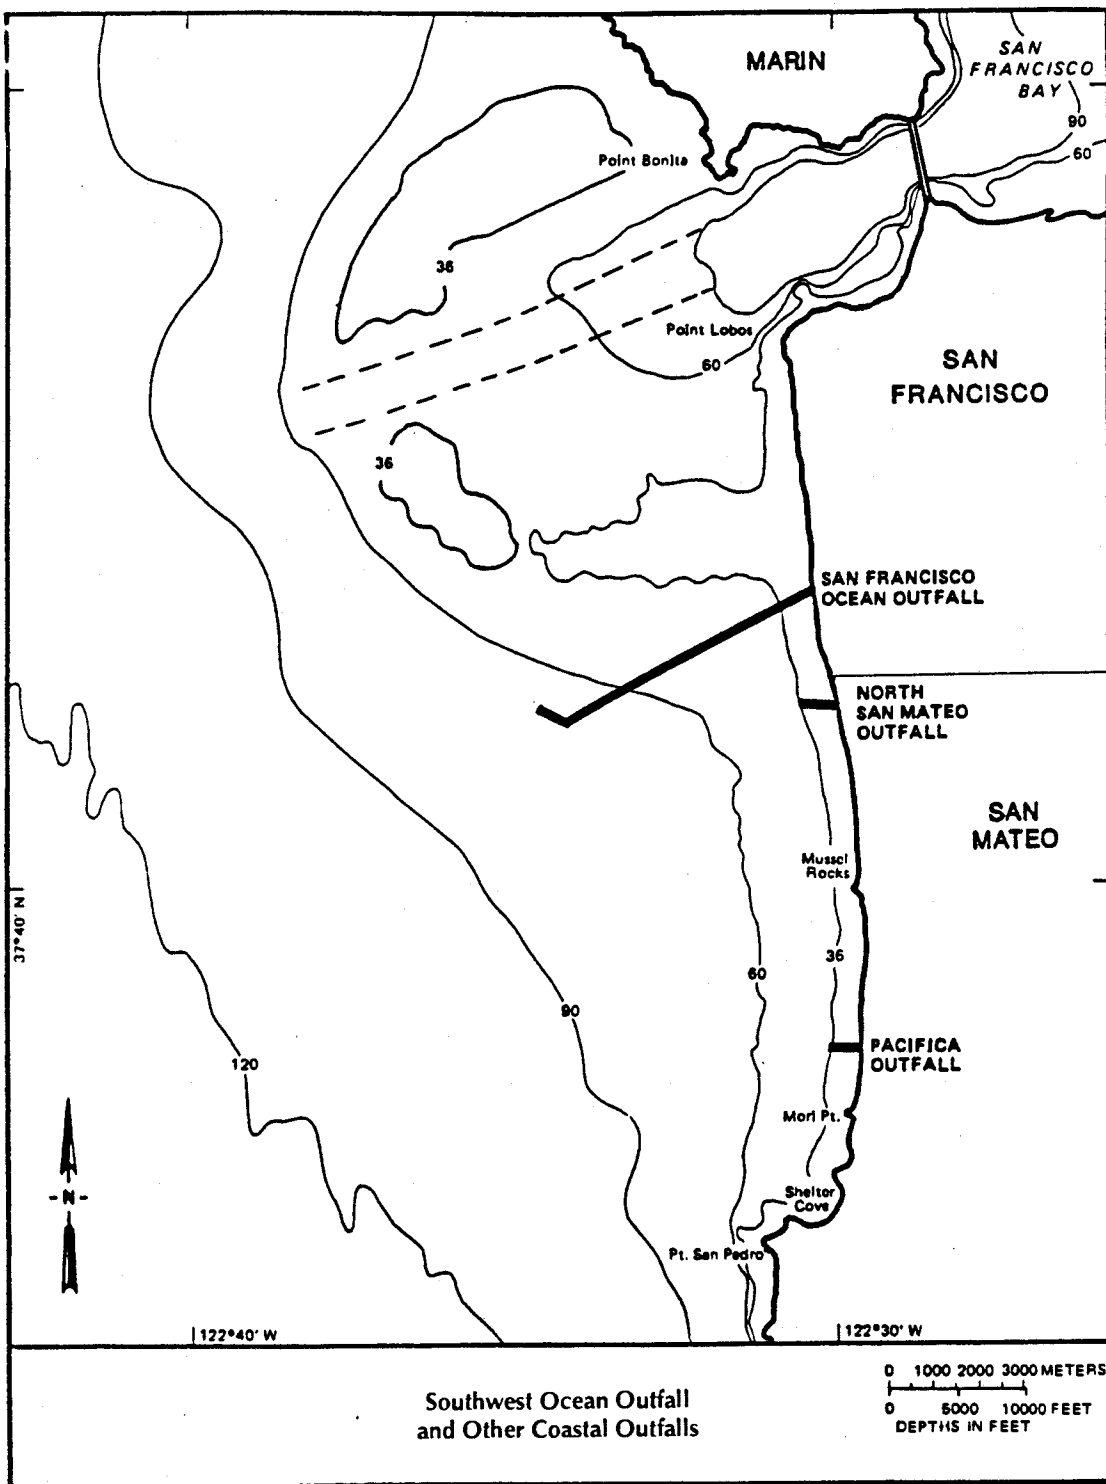 MARIN
SAN
FRANCISCO
BAY
90
60
Point Bonita
36
Point Lobos
60
SAN
FRANCISCO
36
SAN FRANCISCO
OCEAN OUTFALL
NORTH
SAN MATEO
OUTFALL
SAN
MATEO
Mussel
Rocks
37°40' N
36
60
90
PACIFICA
OUTFALL
120
Mori Pt.
- N -
Shelter
Cove
Pt. San Pedro
122°40' W
122°30' W
Southwest Ocean Outfall
and Other Coastal Outfalls
0 1000 2000 3000 METERS
0 5000 10000 FEET
DEPTHS IN FEET